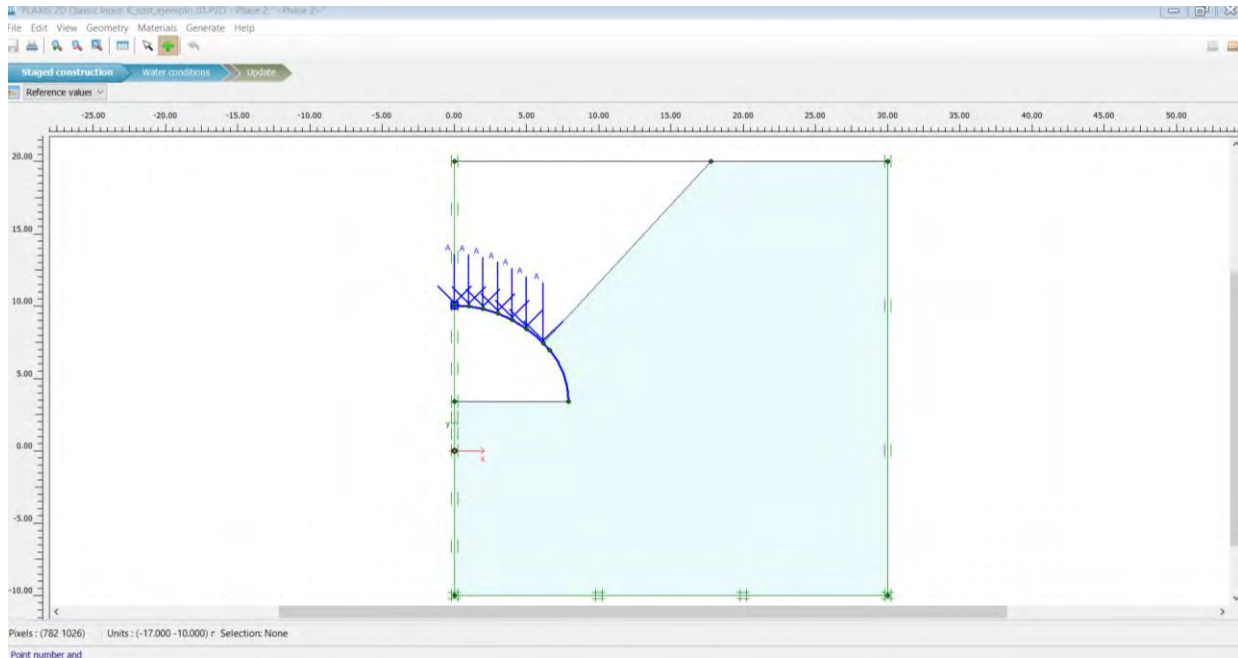 PLAXIS 2D Classic Input: K_sost_ejemplo_01.P2D - Phase 2: "<Phase 2>"
File Edit View Geometry Materials Generate Help
Staged construction Water conditions Update
Reference values
-25.00 -20.00 -15.00 -10.00 -5.00 0.00 5.00 10.00 15.00 20.00 25.00 30.00 35.00 40.00 45.00 50.00
20.00
15.00
A A A A A A A
10.00
5.00
y
0.00
x
-5.00
-10.00
Pixels : (782 1026) Units : (-17.000 -10.000) r Selection: None
Point number and